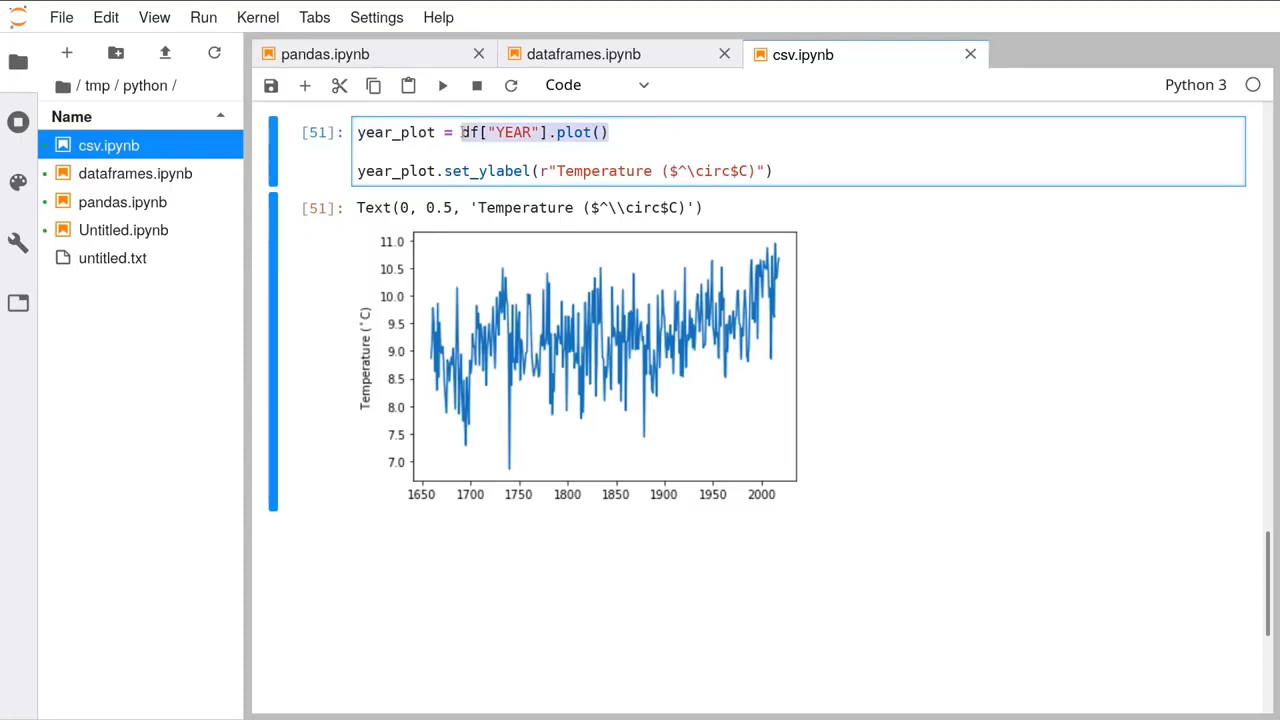 File Edit View Run Kernel Tabs Settings Help
pandas.ipynb dataframes.ipynb csv.ipynb
/ tmp / python /
Code
Python 3
Name
csv.ipynb
dataframes.ipynb
pandas.ipynb
Untitled.ipynb
untitled.txt
[51]: year_plot = df["YEAR"].plot()
year_plot.set_ylabel(r"Temperature ($^\circ$C)")
[51]: Text(0, 0.5, 'Temperature ($^\\circ$C)')
11.0
10.5
10.0
9.5
9.0
8.5
8.0
7.5
7.0
Temperature (°C)
1650 1700 1750 1800 1850 1900 1950 2000